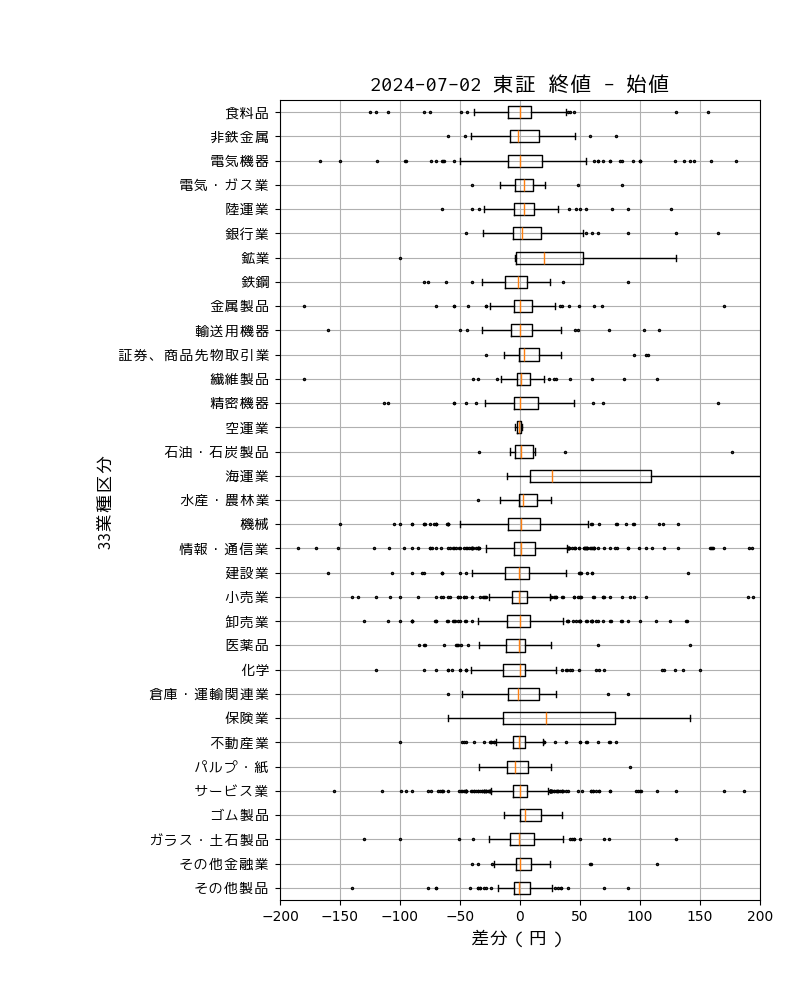 2024-07-02 東証 終値 - 始値
食料品
非鉄金属
電気機器
電気・ガス業
陸運業
銀行業
鉱業
鉄鋼
金属製品
輸送用機器
証券、商品先物取引業
繊維製品
精密機器
空運業
石油・石炭製品
海運業
水産・農林業
機械
情報・通信業
建設業
小売業
卸売業
医薬品
化学
倉庫・運輸関連業
保険業
不動産業
パルプ・紙
サービス業
ゴム製品
ガラス・土石製品
その他金融業
その他製品
33業種区分
−200 −150 −100 −50 0 50 100 150 200
差分（円）